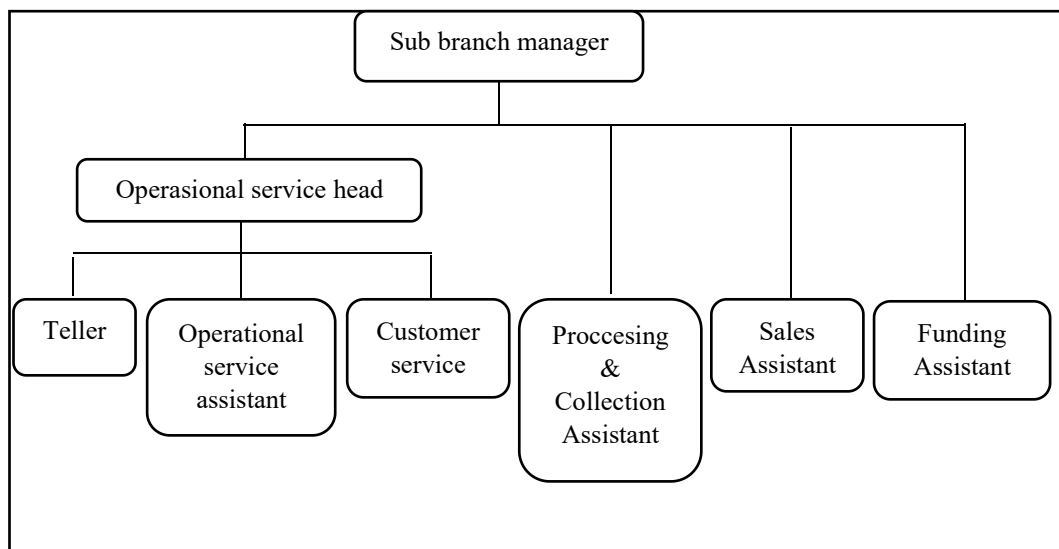 Sub branch manager
Operasional service head
Teller
Operational
service
assistant
Customer
service
Proccesing
&
Collection
Assistant
Sales
Assistant
Funding
Assistant